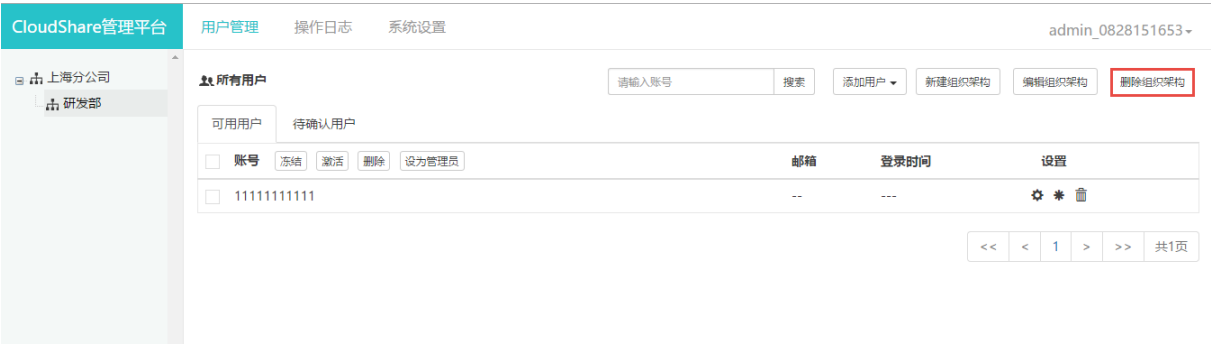 CloudShare管理平台 用户管理 操作日志 系统设置 admin_0828151653
上海分公司
研发部
所有用户 请输入账号 搜索 添加用户 新建组织架构 编辑组织架构 删除组织架构
可用用户 待确认用户
账号 冻结 激活 删除 设为管理员 邮箱 登录时间 设置
11111111111 -- ---
<< < 1 > >> 共1页